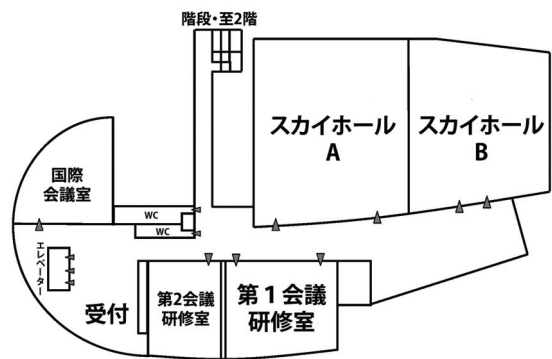 階段・至2階
スカイホール
A
スカイホール
B
国際
会議室
WC
WC
エレベーター
受付
第2会議
研修室
第1会議
研修室